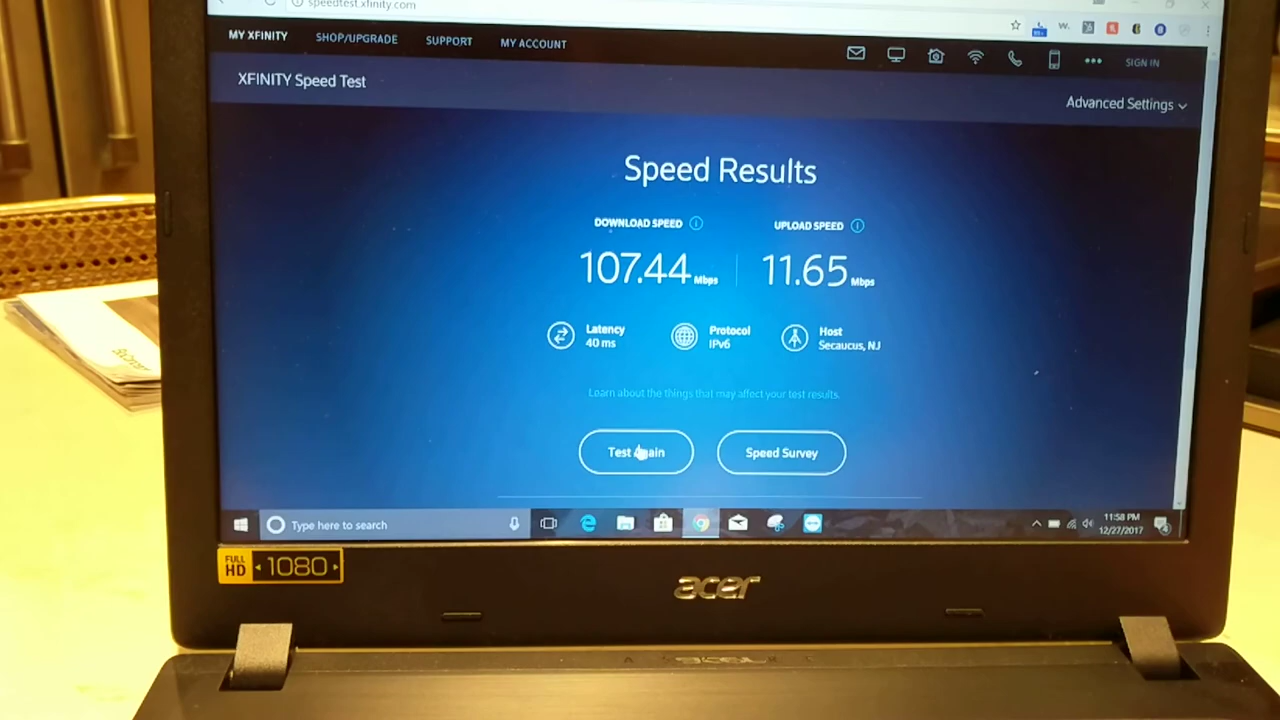 speedtest.xfinity.com
MY XFINITY SHOP/UPGRADE SUPPORT MY ACCOUNT SIGN IN
XFINITY Speed Test
Advanced Settings
Speed Results
DOWNLOAD SPEED UPLOAD SPEED
107.44 Mbps 11.65 Mbps
Latency Protocol Host
40 ms IPv6 Secaucus, NJ
Learn about the things that may affect your test results.
Test Again Speed Survey
Type here to search
11:58 PM
12/27/2017
FULL HD 1080
acer